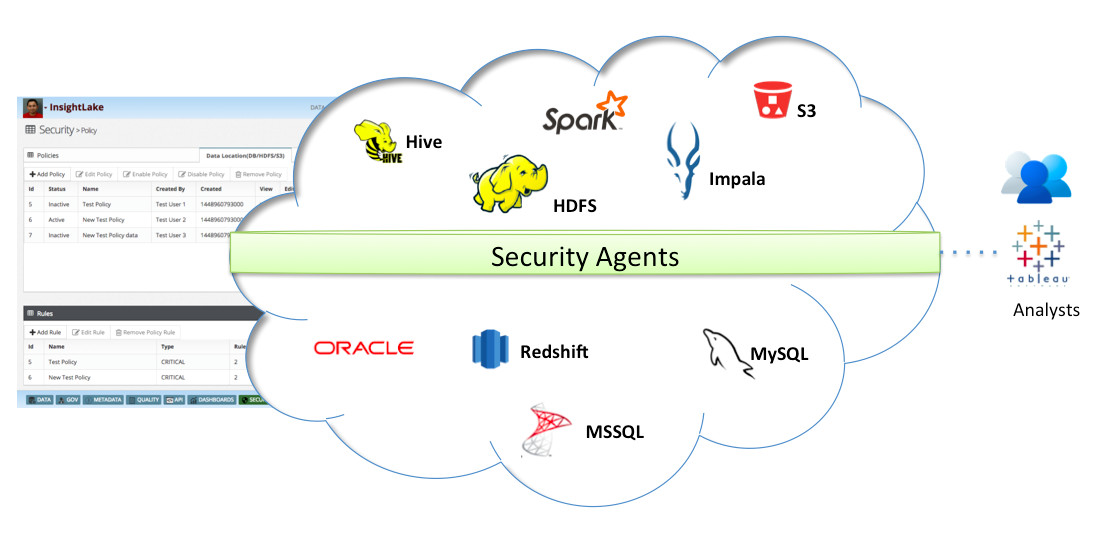 - InsightLake
DATA
Security > Policy
Policies
Data Location(DB/HDFS/S3)
Add Policy Edit Policy Enable Policy Disable Policy Remove Policy
Id Status Name Created By Created View Edi
5 Inactive Test Policy Test User 1 1448960793000
6 Active New Test Policy Test User 2 1448960793000
7 Inactive New Test Policy data Test User 3 14489607930
Rules
Add Rule Edit Rule Remove Policy Rule
Id Name Type Rule
5 Test Policy CRITICAL 2
6 New Test Policy CRITICAL 2
DATA GOV METADATA QUALITY API DASHBOARDS SECU
HIVE
Hive
Spark
TM
S3
HDFS
Impala
Security Agents
ORACLE
Redshift
MySQL
MSSQL
+ableau
Analysts